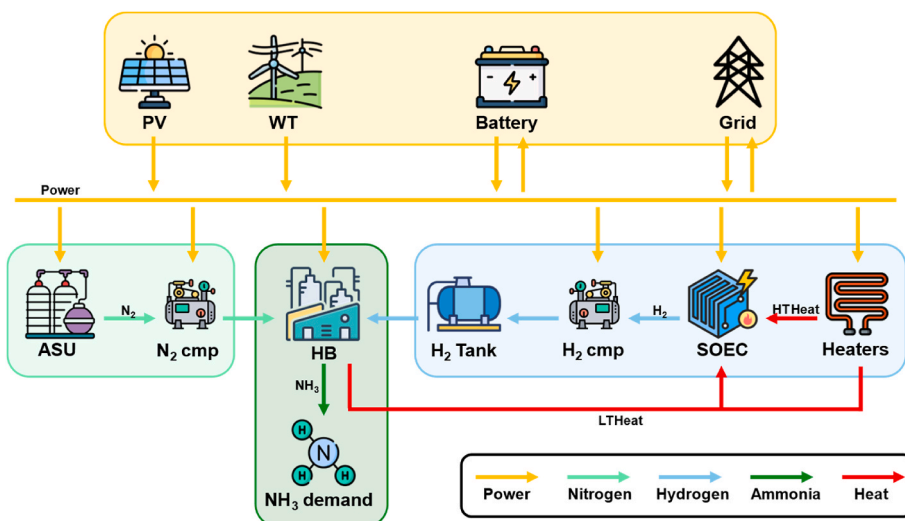 PV
WT
Battery
Grid
Power
N₂
H₂
HTHeat
ASU
N₂ cmp
HB
H₂ Tank
H₂ cmp
SOEC
Heaters
NH₃
LTHeat
H
N
H
H
NH₃ demand
Power
Nitrogen
Hydrogen
Ammonia
Heat